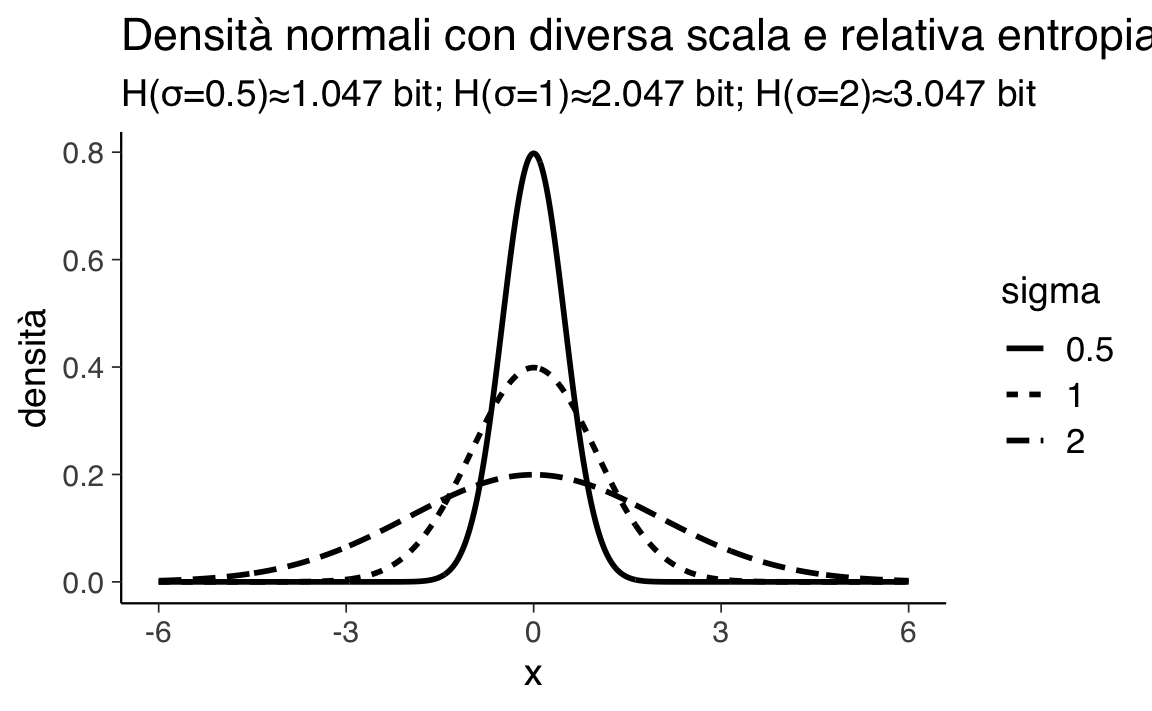 Densità normali con diversa scala e relativa entropia
H(σ=0.5)≈1.047 bit; H(σ=1)≈2.047 bit; H(σ=2)≈3.047 bit
densità
0.8
0.6
0.4
0.2
0.0
-6
-3
0
3
6
x
sigma
0.5
1
2